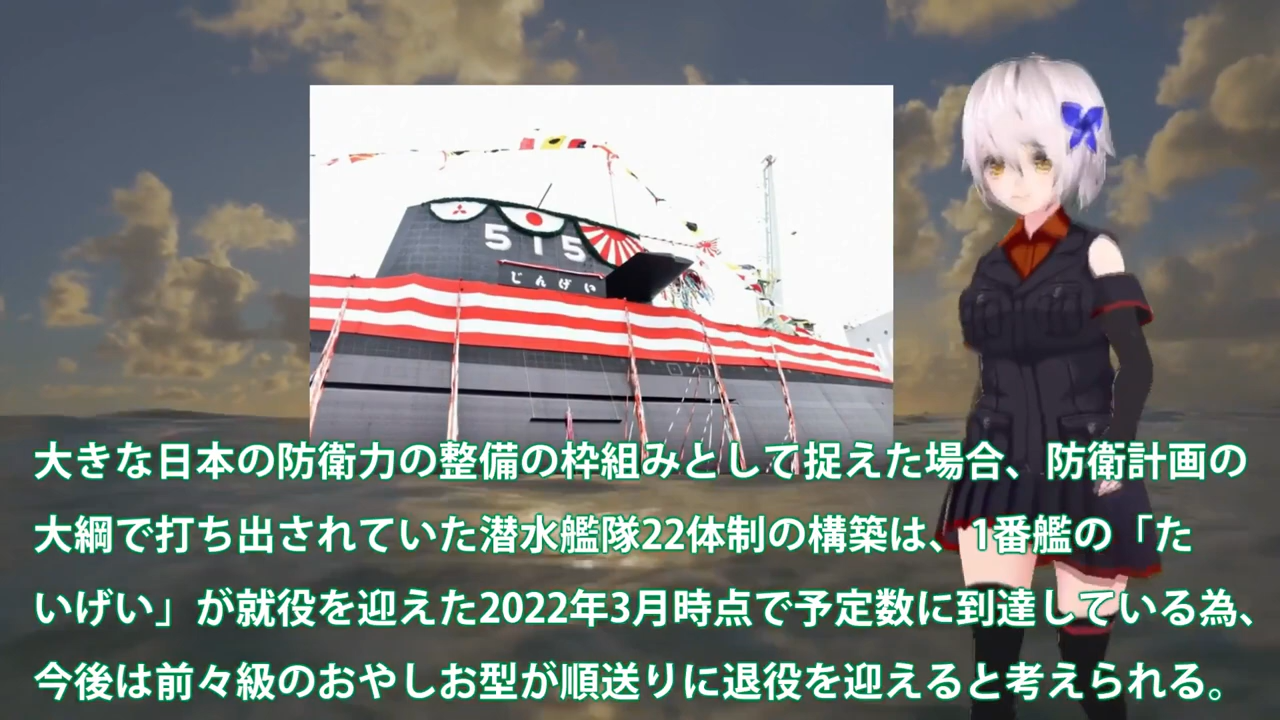 515
じんげい
大きな日本の防衛力の整備の枠組みとして捉えた場合、防衛計画の
大綱で打ち出されていた潜水艦隊22体制の構築は、1番艦の「た
いげい」が就役を迎えた2022年3月時点で予定数に到達している為、
今後は前々級のおやしお型が順送りに退役を迎えると考えられる。